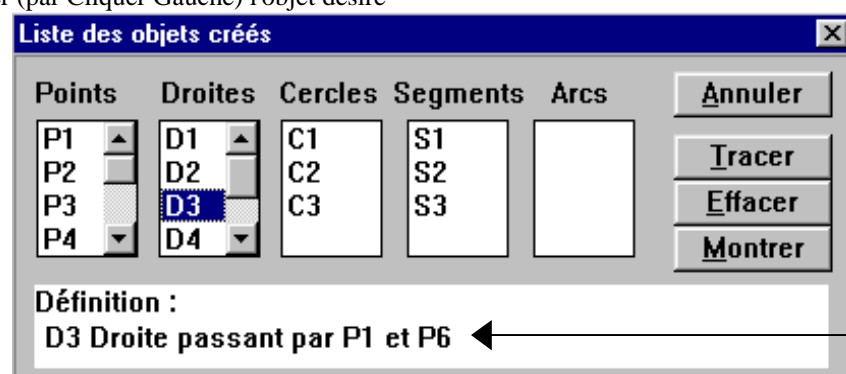 r (par Cliquer Gauche) l'objet désiré
Liste des objets créés
Points Droites Cercles Segments Arcs Annuler
P1 D1 C1 S1
P2 D2 C2 S2 Tracer
P3 D3 C3 S3 Effacer
P4 D4 Montrer
Définition :
D3 Droite passant par P1 et P6